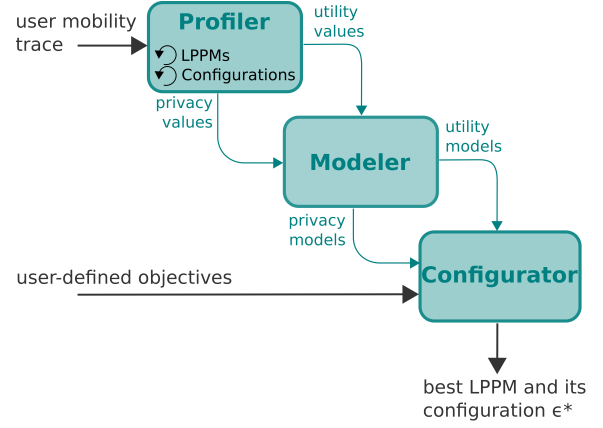 user mobility
trace
Profiler
LPPMs
Configurations
utility
values
privacy
values
Modeler
utility
models
privacy
models
user-defined objectives
Configurator
best LPPM and its
configuration ϵ*